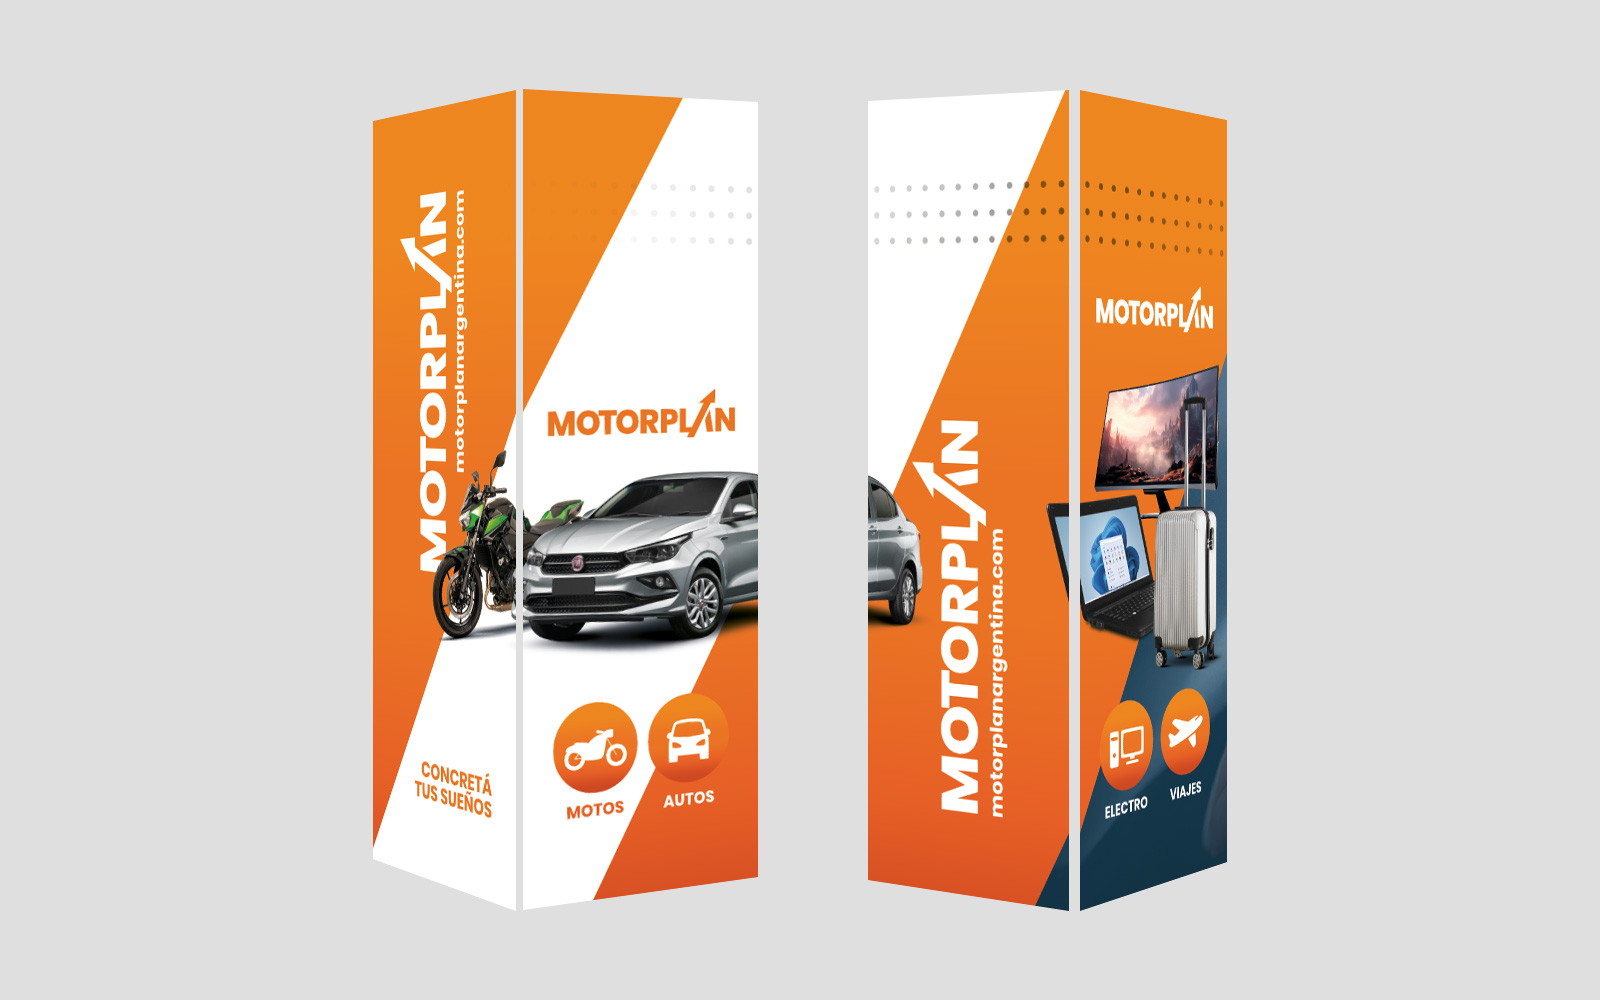 MOTORPLAN
motorplanargentina.com
CONCRETÁ
TUS SUEÑOS
MOTORPLAN
MOTOS
AUTOS
MOTORPLAN
motorplanargentina.com
MOTORPLAN
ELECTRO
VIAJES